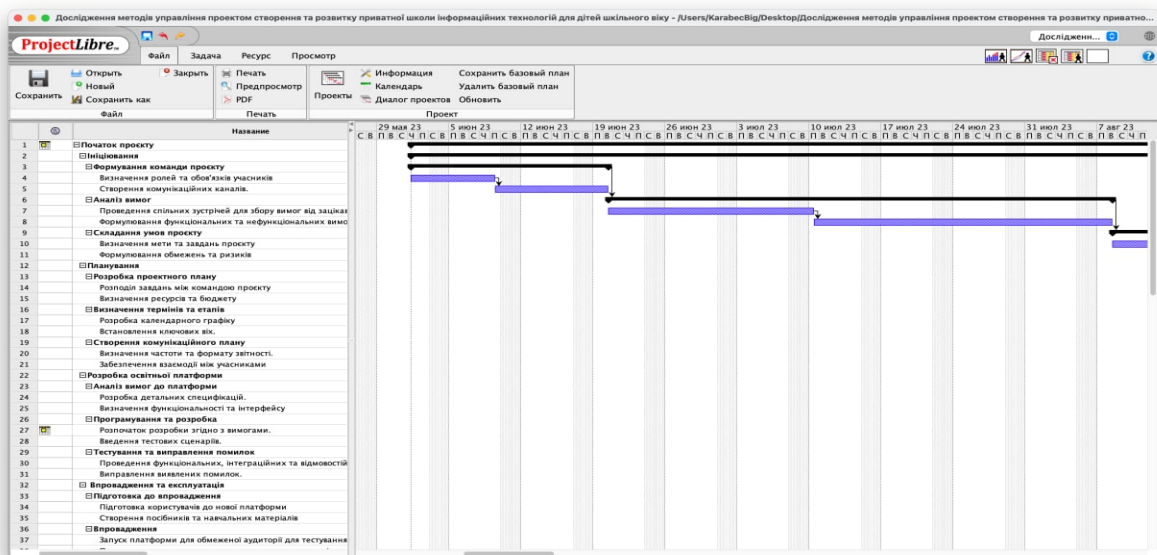 Дослідження методів управління проектом створення та розвитку приватної школи інформаційних технологій для дітей шкільного віку – /Users/KarabecBig/Desktop/Дослідження методів управління проектом створення та розвитку приватно...
ProjectLibre
Дослідженн...
Файл Задача Ресурс Просмотр
Сохранить
Открыть
Новый
Сохранить как
Закрыть
Файл
Печать
Предпросмотр
PDF
Печать
Проекты
Информация
Календарь
Диалог проектов
Сохранить базовый план
Удалить базовый план
Обновить
Проект
Название
29 мая 23 5 июн 23 12 июн 23 19 июн 23 26 июн 23 3 июл 23 10 июл 23 17 июл 23 24 июл 23 31 июл 23 7 авг 23
С В П В С Ч П С В П В С Ч П С В П В С Ч П С В П В С Ч П С В П В С Ч П С В П В С Ч П С В П В С Ч П С В П В С Ч П С В П В С Ч П С В П В С Ч П С В П В С Ч П
1 Початок проєкту
2 Ініціювання
3 Формування команди проєкту
4 Визначення ролей та обов'язків учасників
5 Створення комунікаційних каналів.
6 Аналіз вимог
7 Проведення спільних зустрічей для збору вимог від зацікав
8 Формулювання функціональних та нефункціональних вимо
9 Складання умов проєкту
10 Визначення мети та завдань проєкту
11 Формулювання обмежень та ризиків
12 Планування
13 Розробка проектного плану
14 Розподіл завдань між командою проєкту
15 Визначення ресурсів та бюджету
16 Визначення термінів та етапів
17 Розробка календарного графіку
18 Встановлення ключових віх.
19 Створення комунікаційного плану
20 Визначення частоти та формату звітності.
21 Забезпечення взаємодії між учасниками
22 Розробка освітньої платформи
23 Аналіз вимог до платформи
24 Розробка детальних специфікацій.
25 Визначення функціональності та інтерфейсу
26 Програмування та розробка
27 Розпочаток розробки згідно з вимогами.
28 Введення тестових сценаріїв.
29 Тестування та виправлення помилок
30 Проведення функціональних, інтеграційних та відмовостій
31 Виправлення виявлених помилок.
32 Впровадження та експлуатація
33 Підготовка до впровадження
34 Підготовка користувачів до нової платформи
35 Створення посібників та навчальних матеріалів
36 Впровадження
37 Запуск платформи для обмеженої аудиторії для тестування